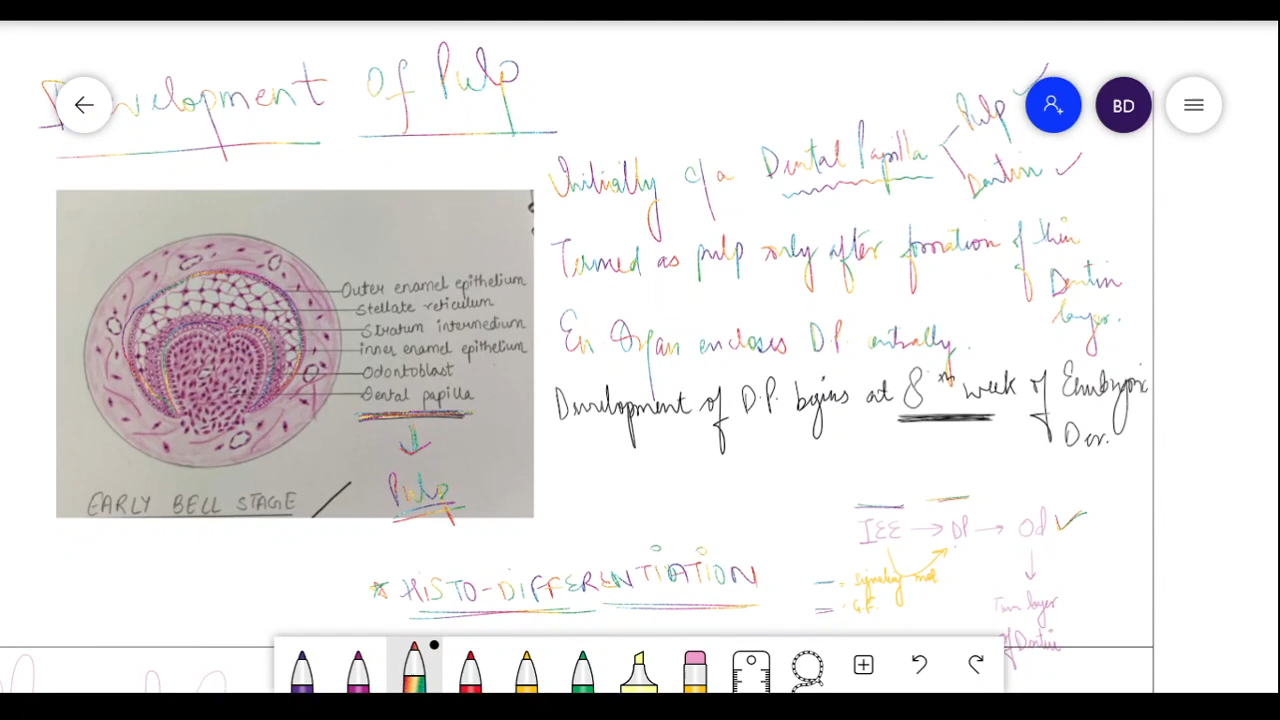 Development Of Pulp
BD
Initially c/a Dental Papilla
Pulp
Dentin
Termed as pulp only after formation of thin
Dentin
layer.
En Organ encloses D.P. centrally.
Development of D.P. begins at 8th week of Embryonic
Dev.
Outer enamel epithelium
Stellate reticulum
Stratum intermedium
inner enamel epithelium
Odontoblast
Dental papilla
Pulp
EARLY BELL STAGE
IEE → DP → Od
Signaling mol
G.F.
Thin layer
of Dentin
* HISTO-DIFFERENTIATION